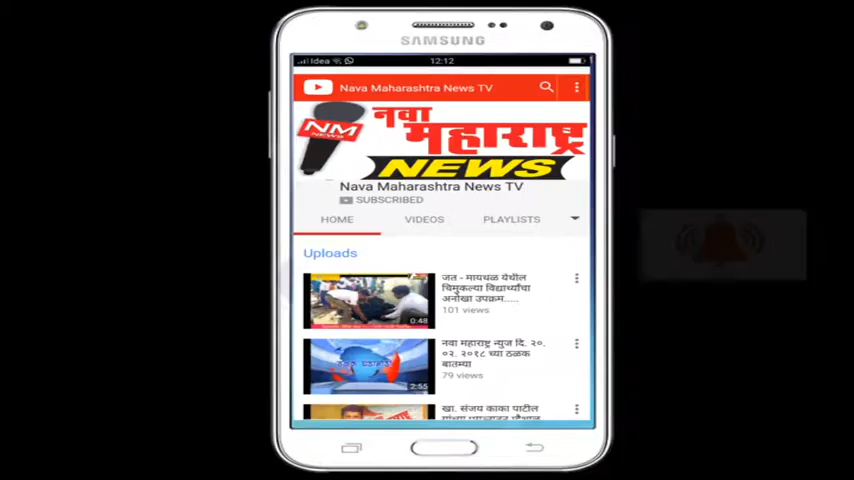 SAMSUNG
Idea 12:12
Nava Maharashtra News TV
NM
NEWS
नवा
महाराष्ट्र
NEWS
Nava Maharashtra News TV
SUBSCRIBED
HOME VIDEOS PLAYLISTS
Uploads
जत - मायथळ येथील
चिमुकल्या विद्यार्थ्यांचा
अनोखा उपक्रम.....
101 views
0:48
नवा महाराष्ट्र न्युज दि. २०.
०२. २०१८ च्या ठळक
बातम्या
79 views
2:55
खा. संजय काका पाटील